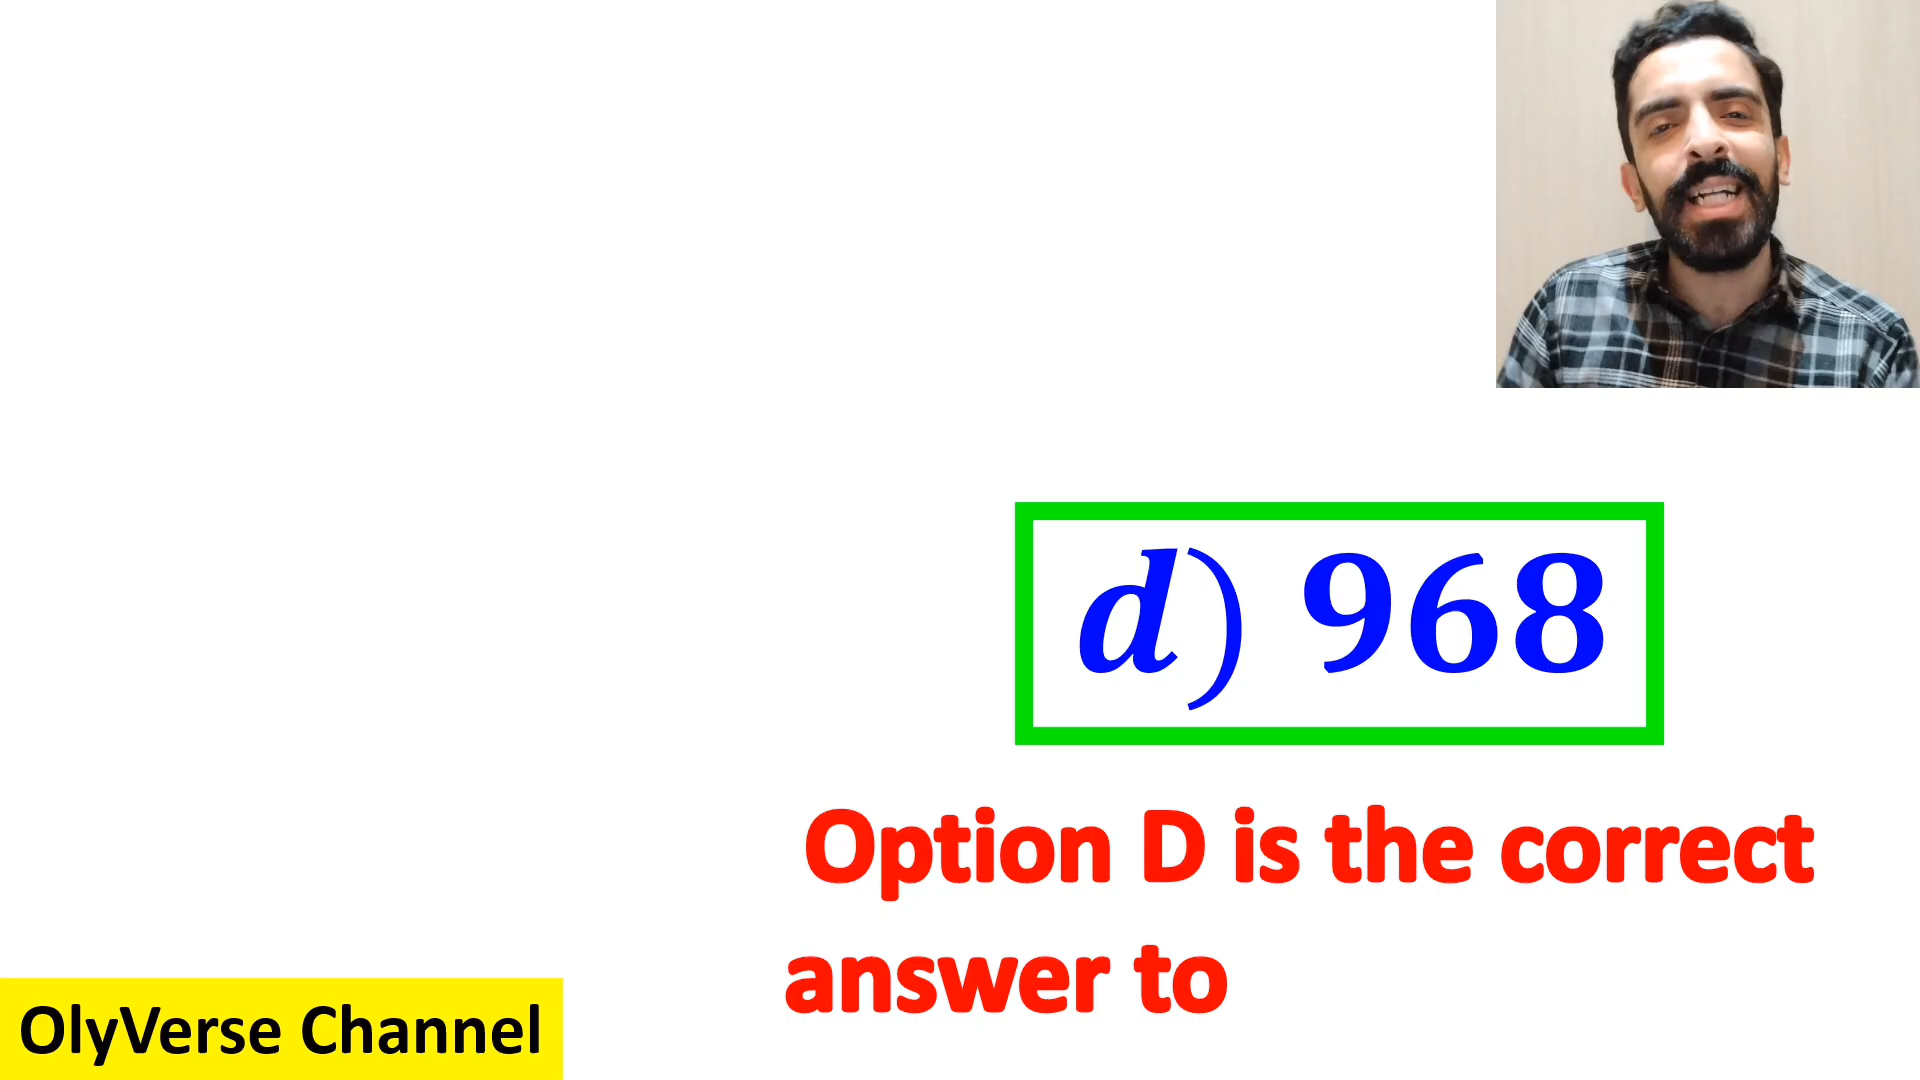 d) 968
Option D is the correct
answer to
OlyVerse Channel